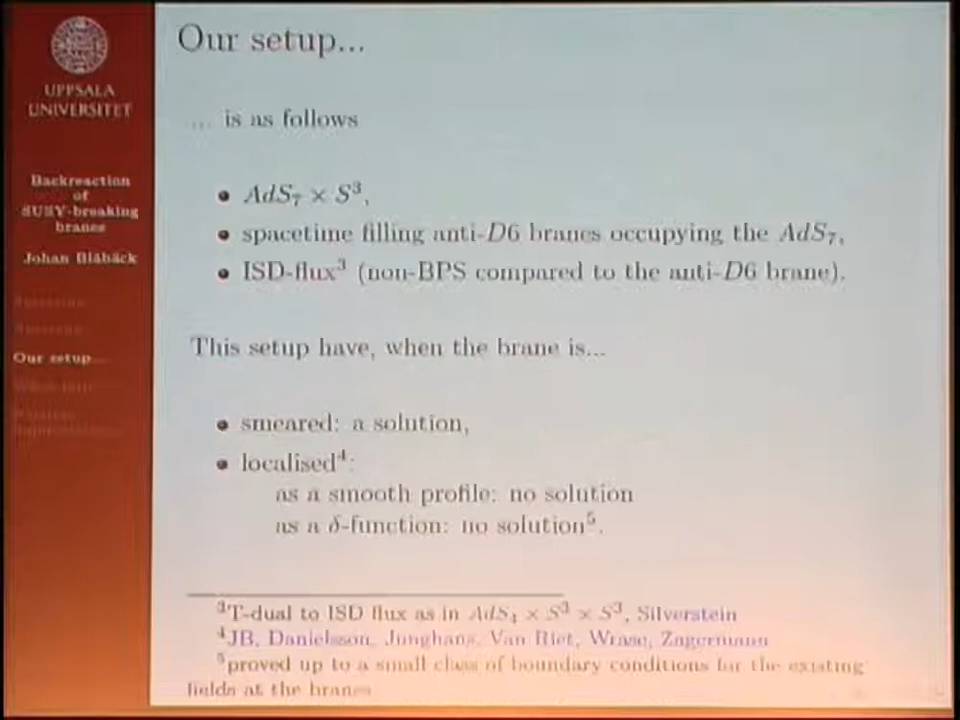 Our setup...
UPPSALA
UNIVERSITET
Backreaction
of
SUSY-breaking
branes
Johan Blåbäck
Our setup...
... is as follows
• AdS₇ × S³,
• spacetime filling anti-D6 branes occupying the AdS₇,
• ISD-flux³ (non-BPS compared to the anti-D6 brane).
This setup have, when the brane is...
• smeared: a solution,
• localised⁴:
as a smooth profile: no solution
as a δ-function: no solution⁵.
³T-dual to ISD flux as in AdS₄ × S³ × S³, Silverstein
⁴JB, Danielsson, Junghans, Van Riet, Wrase, Zagermann
⁵proved up to a small class of boundary conditions for the existing
fields at the branes